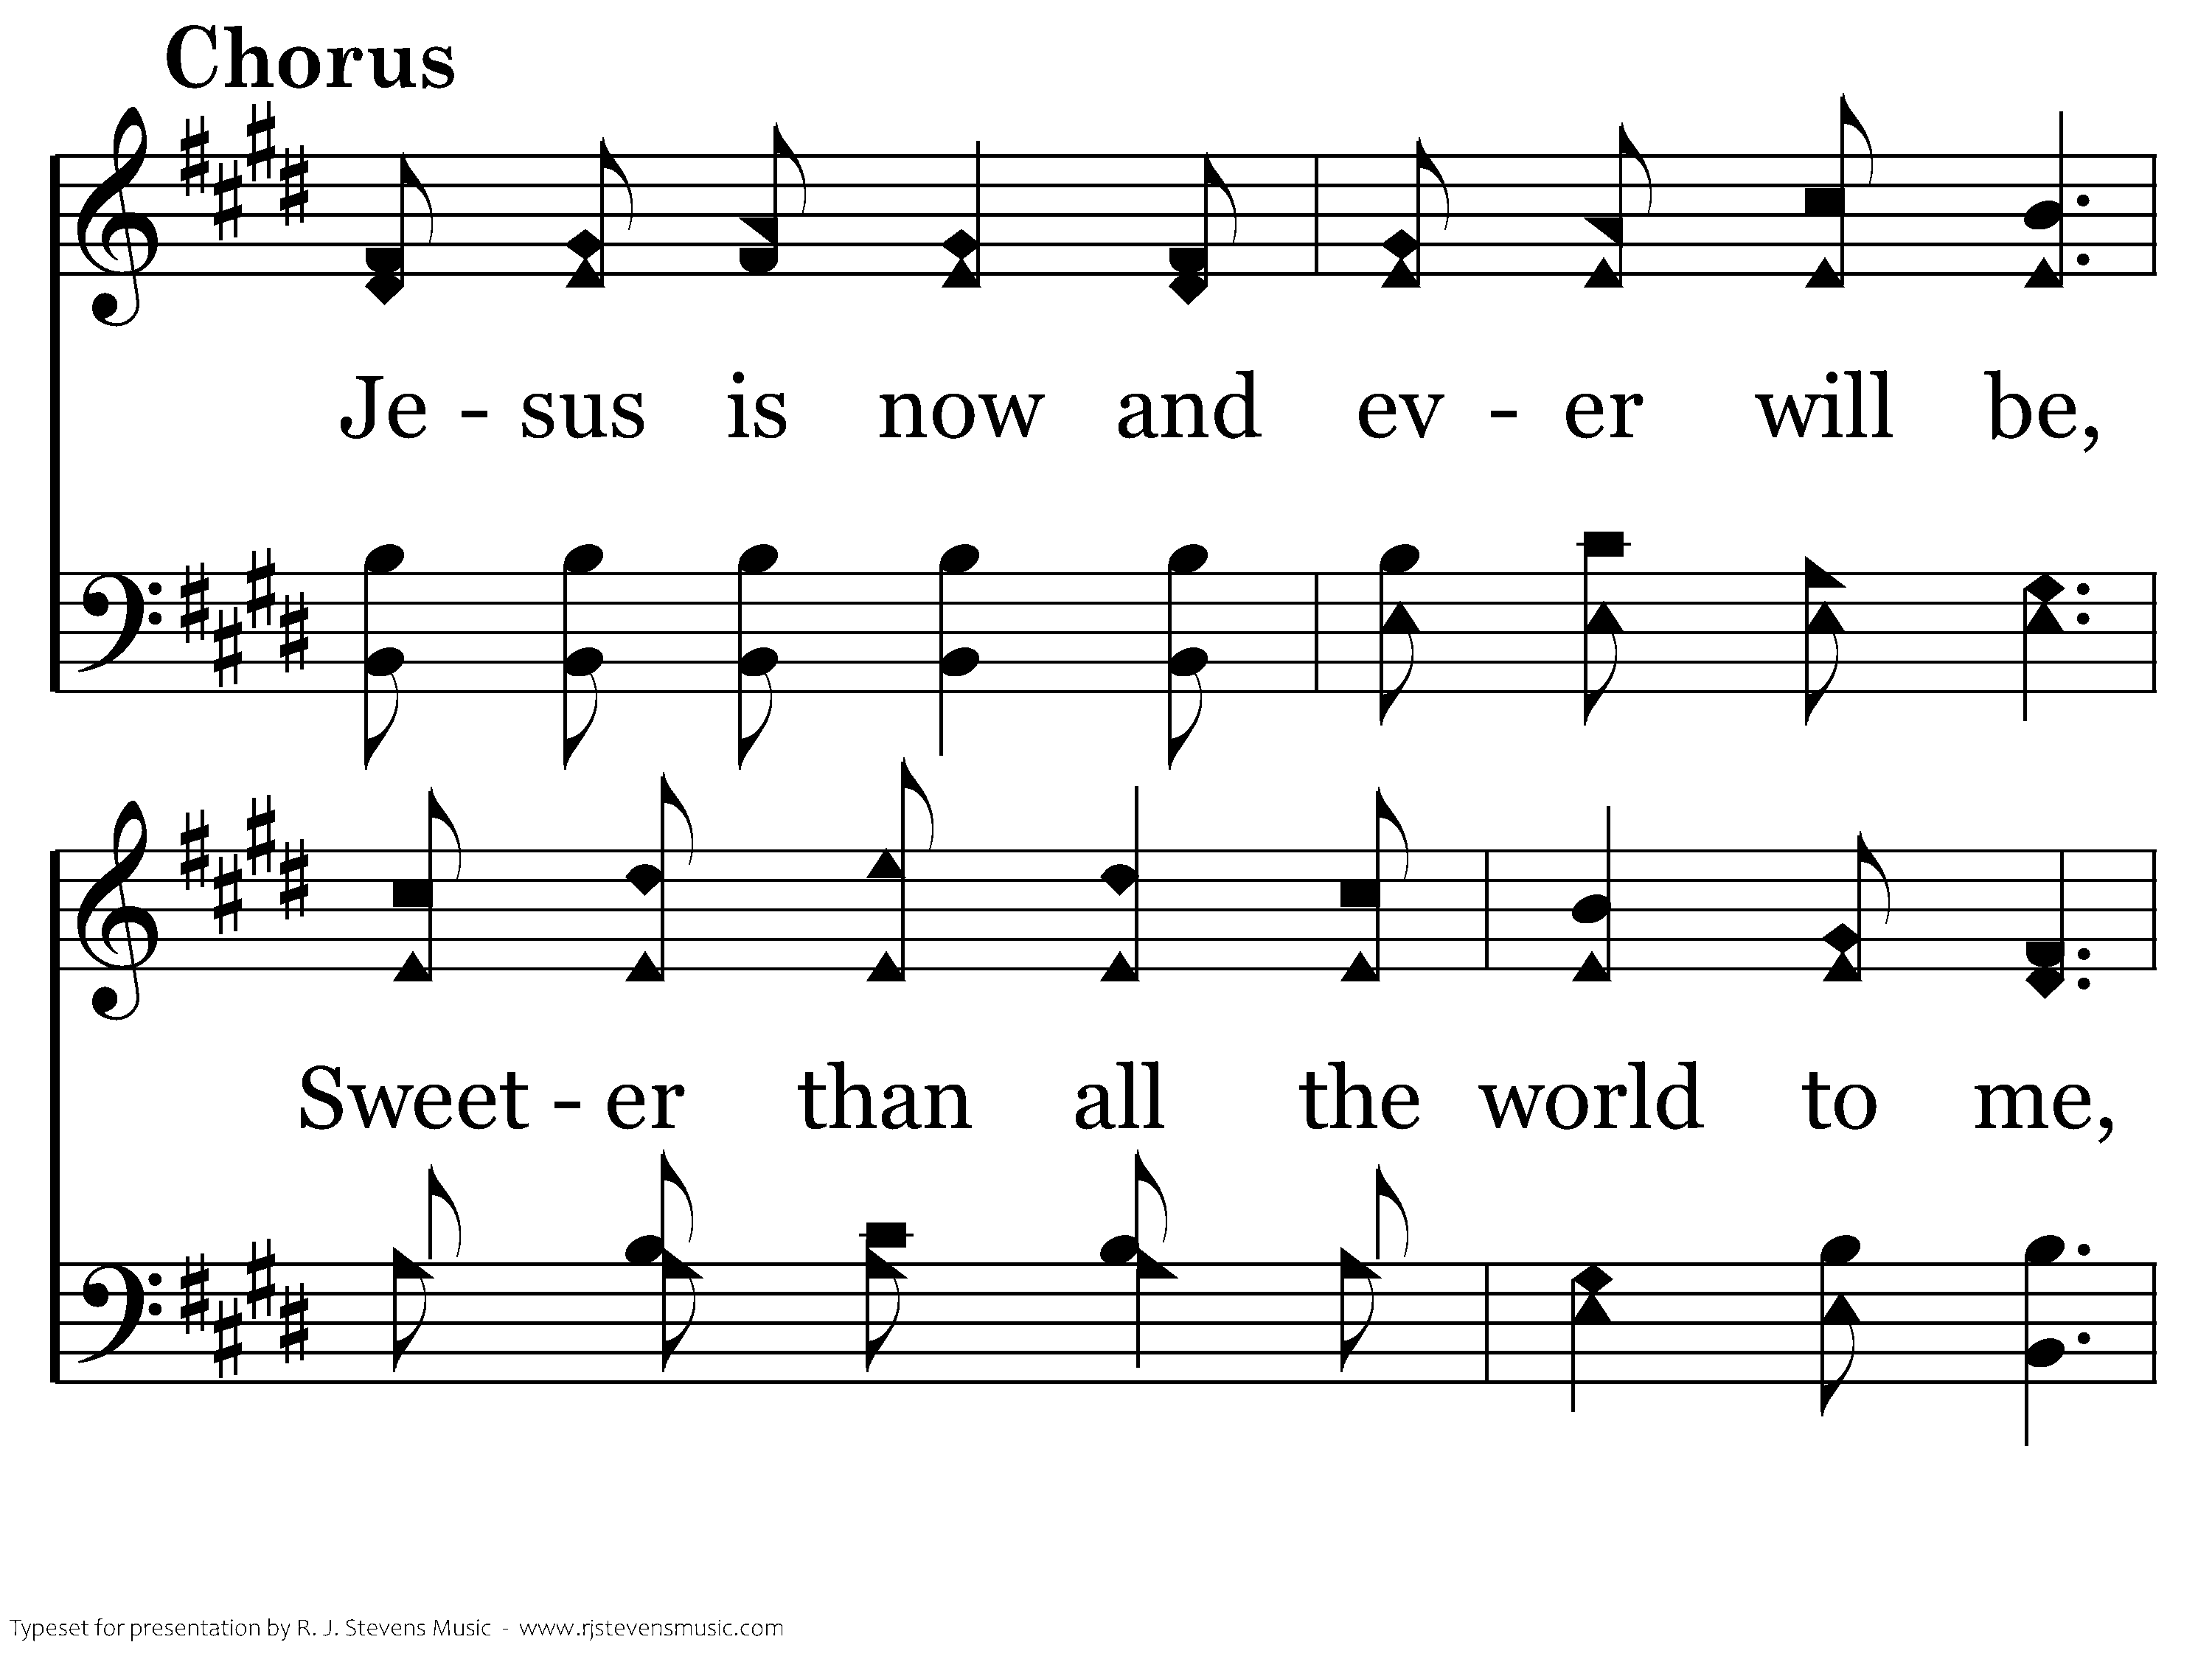 Chorus
Je - sus is now and ev - er will be,
Sweet - er than all the world to me,
Typeset for presentation by R. J. Stevens Music - www.rjstevensmusic.com